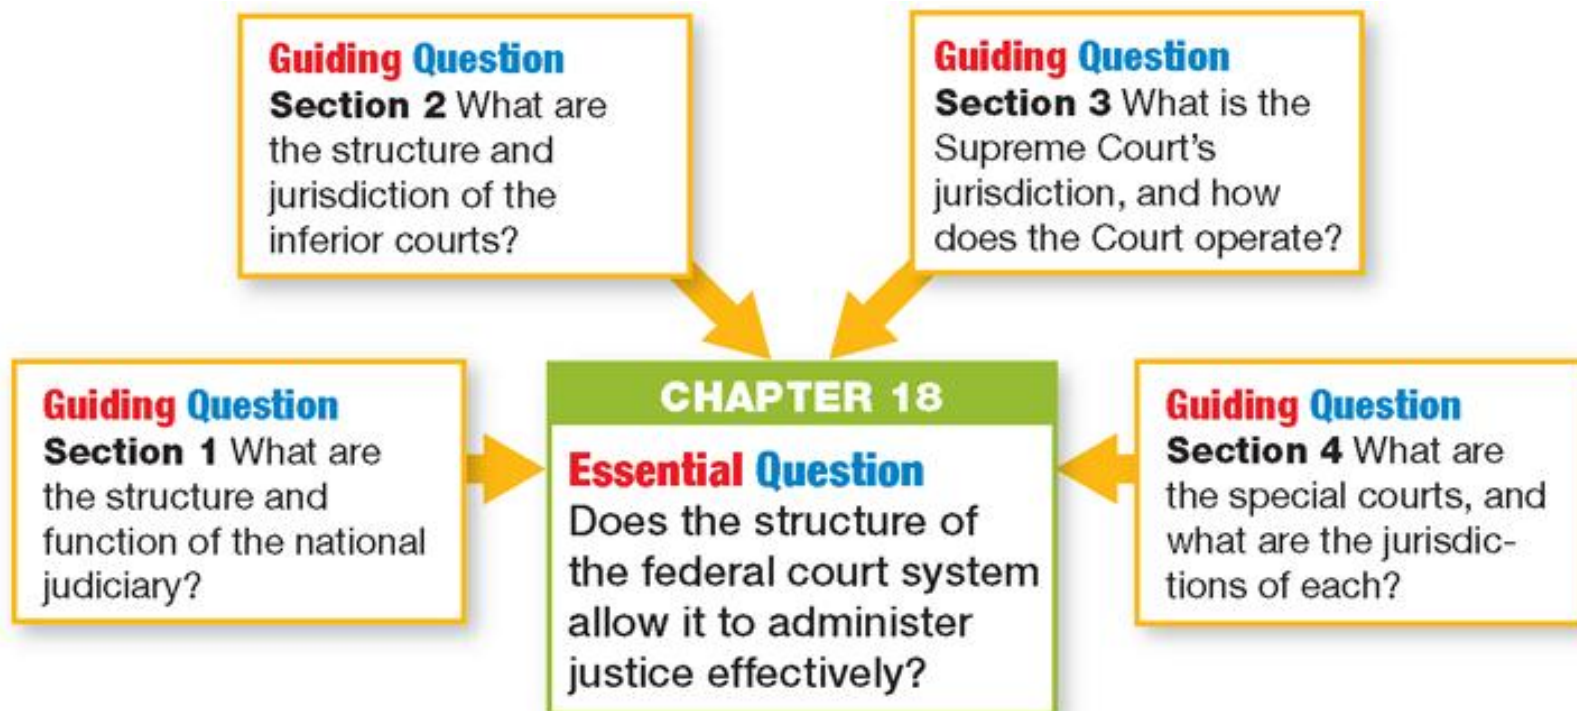 Guiding Question
Section 2 What are
the structure and
jurisdiction of the
inferior courts?
Guiding Question
Section 3 What is the
Supreme Court's
jurisdiction, and how
does the Court operate?
Guiding Question
Section 1 What are
the structure and
function of the national
judiciary?
CHAPTER 18
Essential Question
Does the structure of
the federal court system
allow it to administer
justice effectively?
Guiding Question
Section 4 What are
the special courts, and
what are the jurisdic-
tions of each?